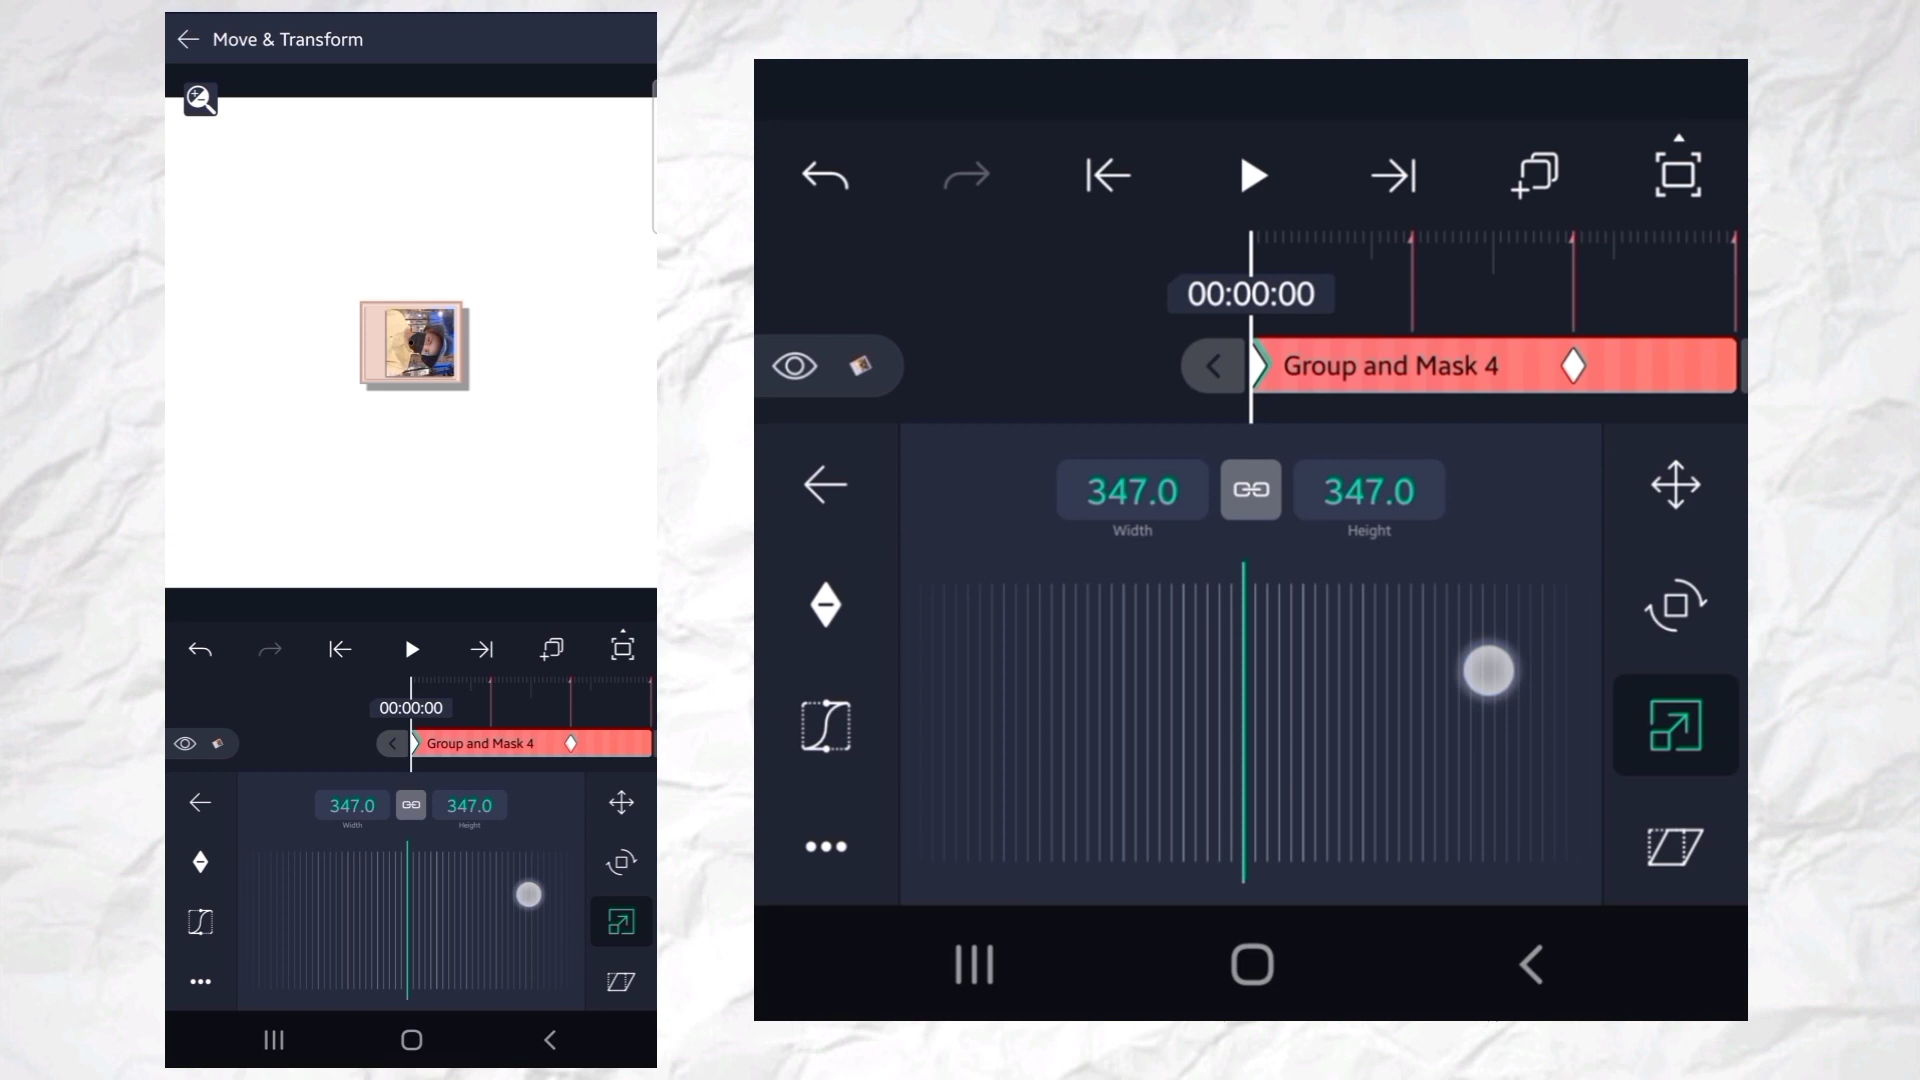 Move & Transform
00:00:00
Group and Mask 4
347.0
347.0
Width
Height
00:00:00
Group and Mask 4
347.0
347.0
Width
Height